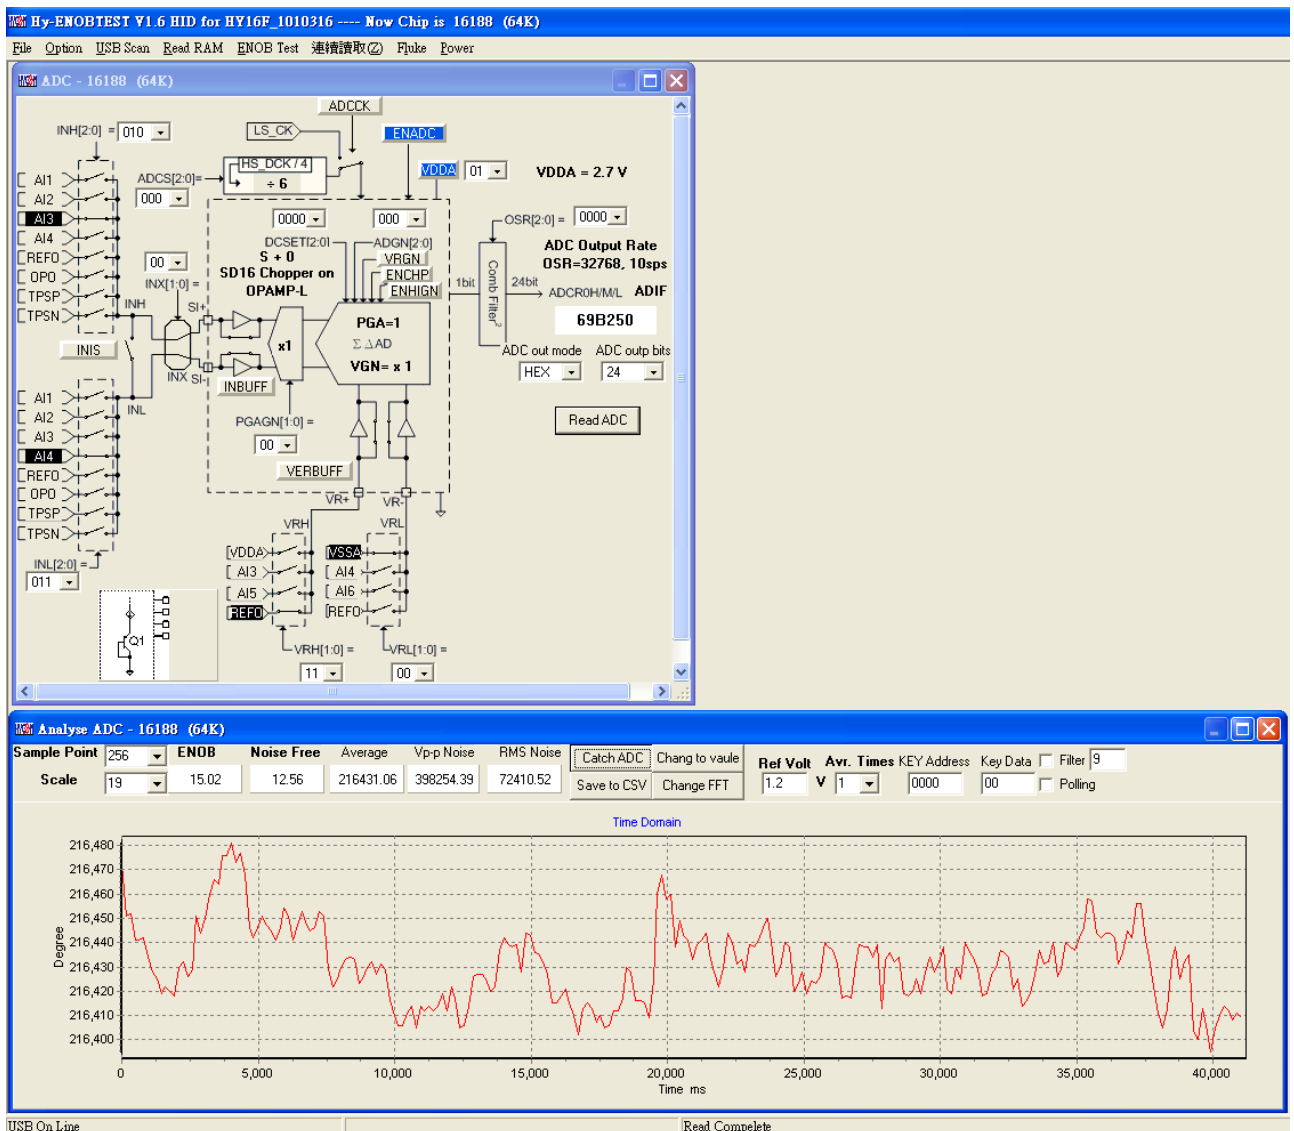 Hy-ENOBTEST V1.6 HID for HY16F_1010316 ---- Now Chip is 16188 (64K)
File Option USB Scan Read RAM ENOB Test 連續讀取(Z) Fluke Power
ADC - 16188 (64K)
ADCCK
INH[2:0] = 010
LS_CK
ENADC
HS_DCK / 4
÷ 6
VDDA 01
VDDA = 2.7 V
ADCS[2:0]=
000
AI1
AI2
AI3
AI4
REFO
OPO
TPSP
TPSN
0000
000
OSR[2:0] = 0000
DCSET[2:0]
ADGN[2:0]
S + 0
SD16 Chopper on
OPAMP-L
VRGN
ENCHP
ENHIGN
ADC Output Rate
OSR=32768, 10sps
00
INX[1:0]=
1bit
Comb Filter²
24bit
ADCR0H/M/L ADIF
69B250
INH
SI+
PGA=1
ΣΔAD
VGN= x 1
x1
INIS
INX
SI-
INBUFF
ADC out mode
ADC outp bits
HEX
24
INL
PGAGN[1:0]=
00
Read ADC
AI1
AI2
AI3
AI4
REFO
OPO
TPSP
TPSN
VERBUFF
VR+
VR-
VRH
VRL
VDDA
AI3
AI5
REFO
VSSA
AI4
AI6
REFO
INL[2:0] =
011
Q1
VRH[1:0] =
11
VRL[1:0] =
00
Analyse ADC - 16188 (64K)
Sample Point 256
ENOB
Noise Free
Average
Vp-p Noise
RMS Noise
Catch ADC
Chang to vaule
Ref Volt
Avr. Times
KEY Address
Key Data
Filter 9
Scale 19
15.02
12.56
216431.06
398254.39
72410.52
Save to CSV
Change FFT
1.2 V
1
0000
00
Polling
Time Domain
216,480
216,470
216,460
216,450
216,440
216,430
216,420
216,410
216,400
Degree
0 5,000 10,000 15,000 20,000 25,000 30,000 35,000 40,000
Time ms
USB On Line
Read Compelete